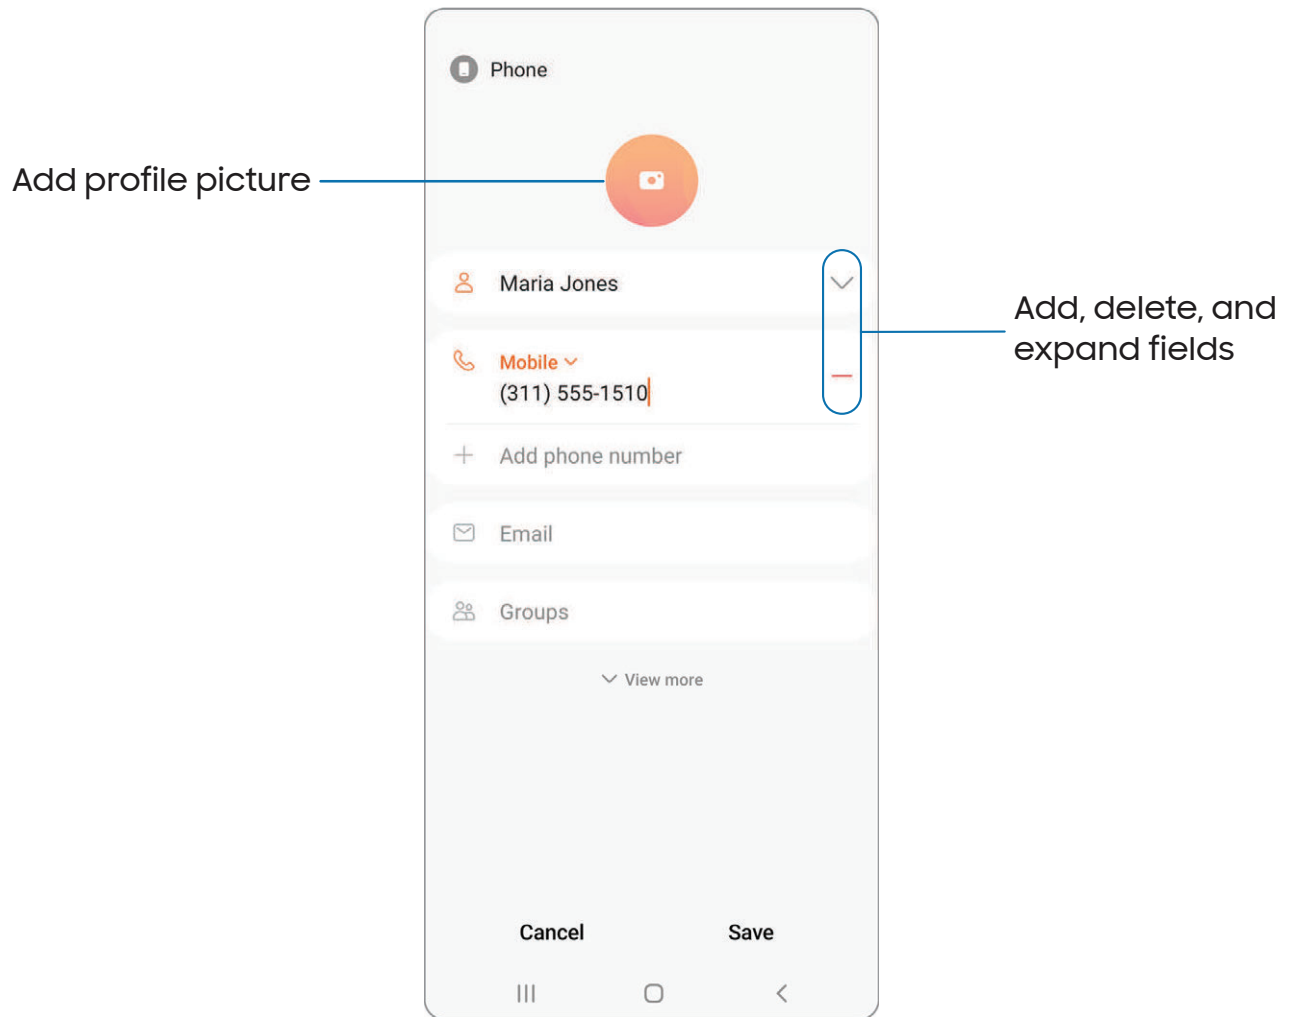 Phone
Add profile picture
Maria Jones
Add, delete, and
expand fields
Mobile
(311) 555-1510
Add phone number
Email
Groups
View more
Cancel
Save